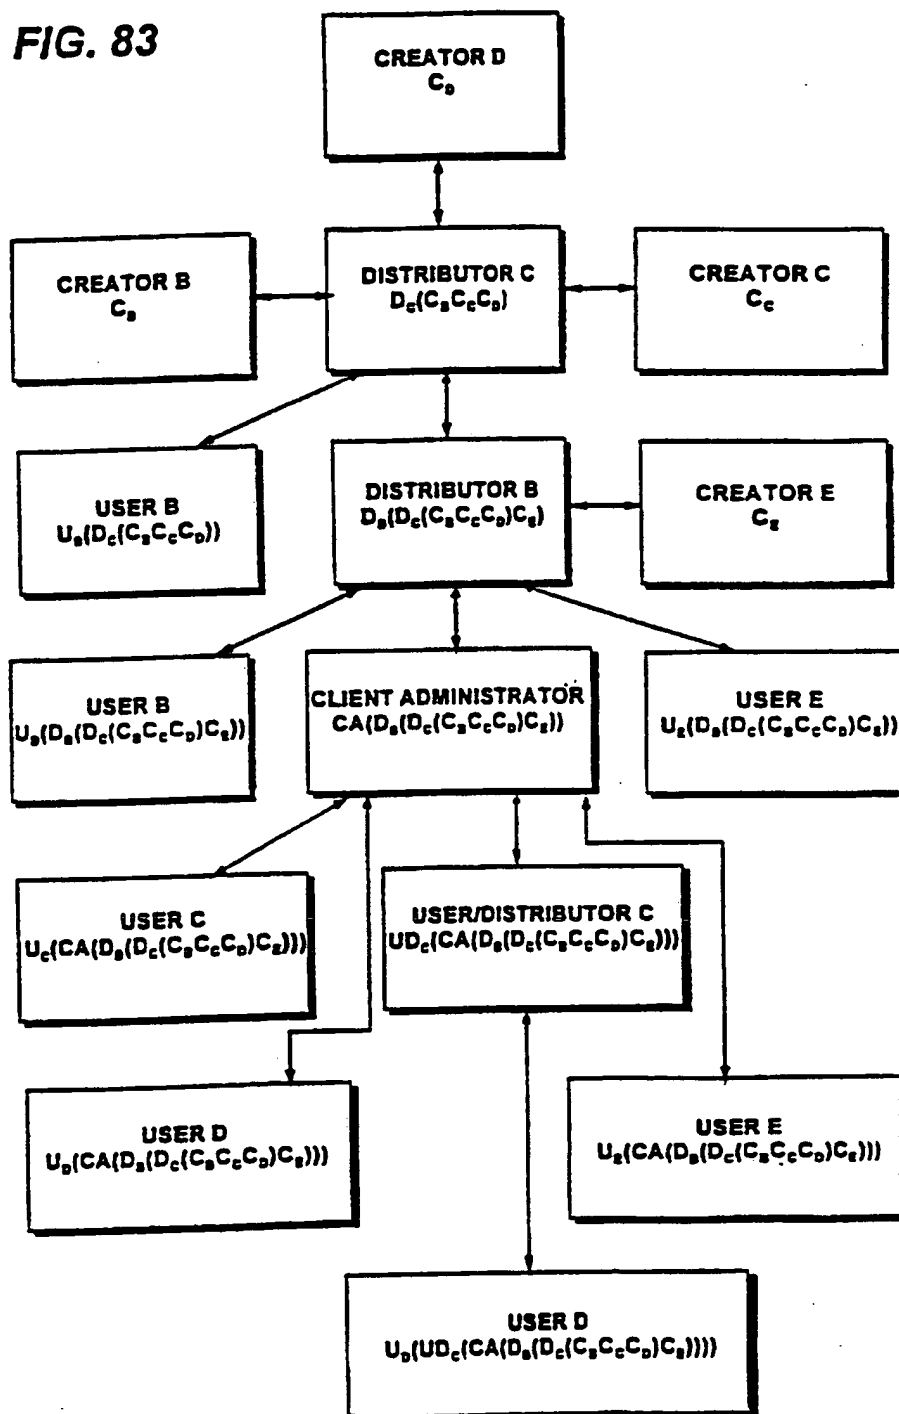 FIG. 83
CREATOR D
C_D
CREATOR B
C_B
DISTRIBUTOR C
D_C(C_BC_CC_D)
CREATOR C
C_C
USER B
U_B(D_C(C_BC_CC_D))
DISTRIBUTOR B
D_B(D_C(C_BC_CC_D)C_E)
CREATOR E
C_E
USER B
U_B(D_B(D_C(C_BC_CC_D)C_E))
CLIENT ADMINISTRATOR
CA(D_B(D_C(C_BC_CC_D)C_E))
USER E
U_E(D_B(D_C(C_BC_CC_D)C_E))
USER C
U_C(CA(D_B(D_C(C_BC_CC_D)C_E)))
USER/DISTRIBUTOR C
UD_C(CA(D_B(D_C(C_BC_CC_D)C_E)))
USER D
U_D(CA(D_B(D_C(C_BC_CC_D)C_E)))
USER E
U_E(CA(D_B(D_C(C_BC_CC_D)C_E)))
USER D
U_D(UD_C(CA(D_B(D_C(C_BC_CC_D)C_E))))